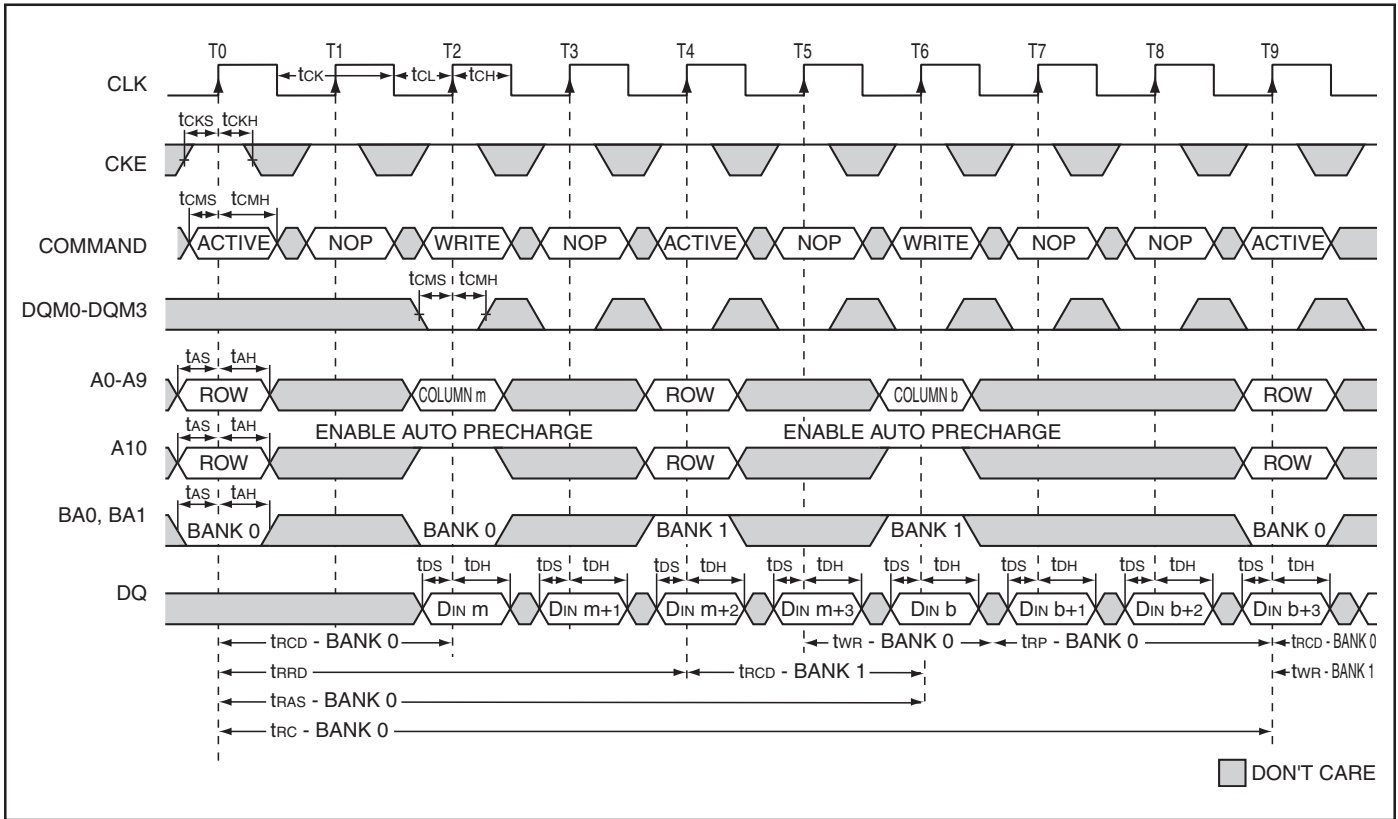 T0 T1 T2 T3 T4 T5 T6 T7 T8 T9
CLK tCK tCL tCH
tCKS tCKH
CKE
tCMS tCMH
COMMAND ACTIVE NOP WRITE NOP ACTIVE NOP WRITE NOP NOP ACTIVE
tCMS tCMH
DQM0-DQM3
tAS tAH
A0-A9 ROW COLUMN m ROW COLUMN b ROW
tAS tAH ENABLE AUTO PRECHARGE ENABLE AUTO PRECHARGE
A10 ROW ROW ROW
tAS tAH
BA0, BA1 BANK 0 BANK 0 BANK 1 BANK 1 BANK 0
tDS tDH tDS tDH tDS tDH tDS tDH tDS tDH tDS tDH tDS tDH tDS tDH
DQ DIN m DIN m+1 DIN m+2 DIN m+3 DIN b DIN b+1 DIN b+2 DIN b+3
tRCD - BANK 0 tWR - BANK 0 tRP - BANK 0 tRCD - BANK 0
tRRD tRCD - BANK 1 tWR - BANK 1
tRAS - BANK 0
tRC - BANK 0
DON'T CARE